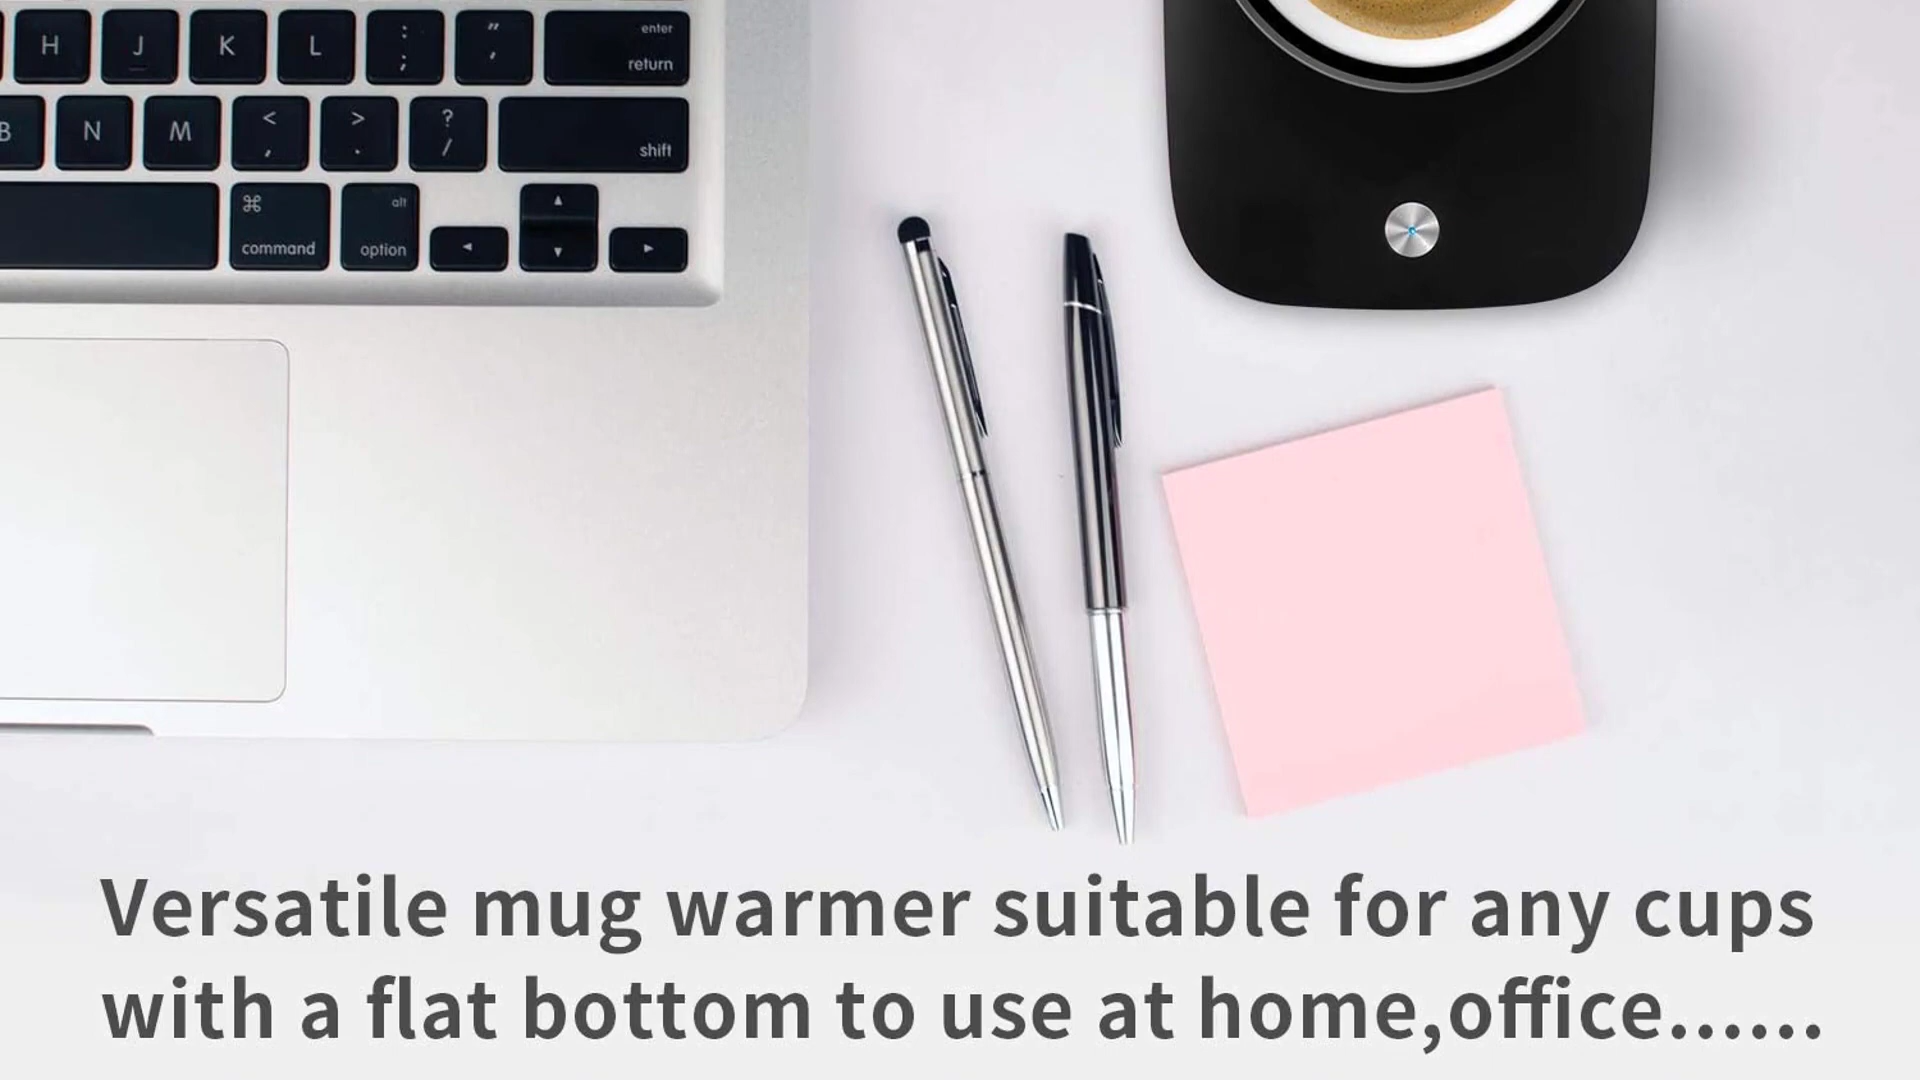 H J K L : ; " ' enter return
B N M < , > . ? / shift
⌘ command alt option ◄ ▲ ▼ ►
Versatile mug warmer suitable for any cups
with a flat bottom to use at home,office......